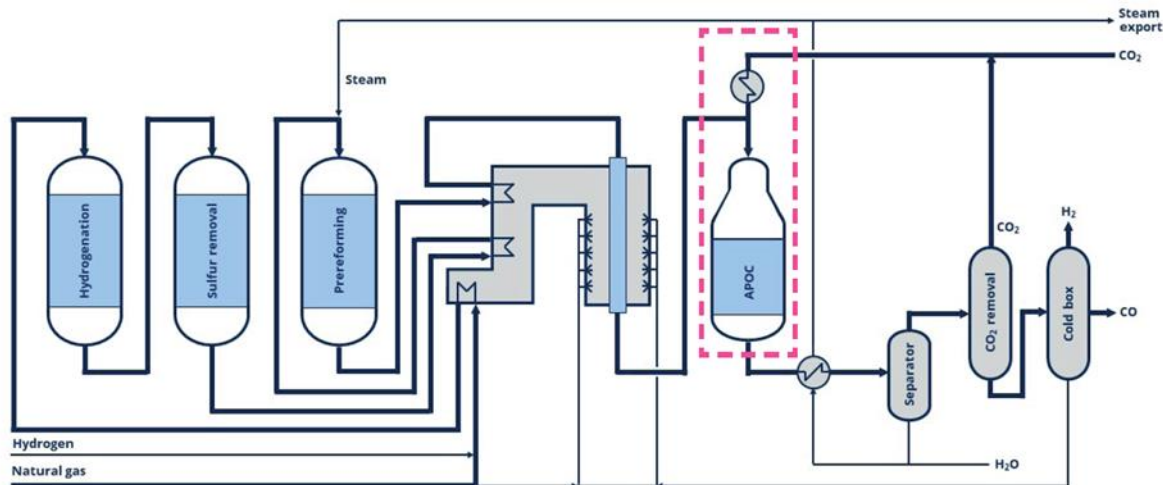 Steam
export
CO₂
Steam
Hydrogenation
Sulfur removal
Prereforming
APOC
CO₂
H₂
CO₂ removal
Cold box
CO
Separator
Hydrogen
H₂O
Natural gas